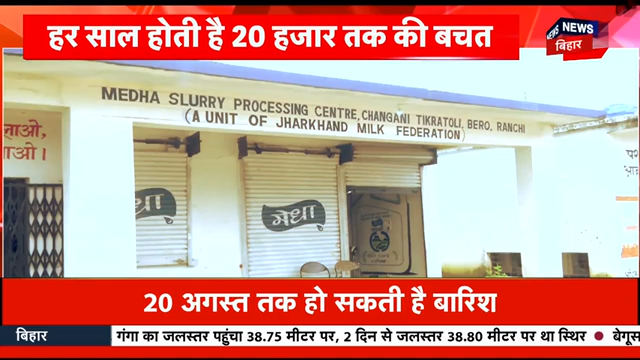 हर साल होती है 20 हजार तक की बचत
NEWS NEWS
बिहार
MEDHA SLURRY PROCESSING CENTRE, CHANGANI TIKRATOLI, BERO, RANCHI
(A UNIT OF JHARKHAND MILK FEDERATION)
मेधा
मेधा
20 अगस्त तक हो सकती है बारिश
बिहार
गंगा का जलस्तर पहुंचा 38.75 मीटर पर, 2 दिन से जलस्तर 38.80 मीटर पर था स्थिर